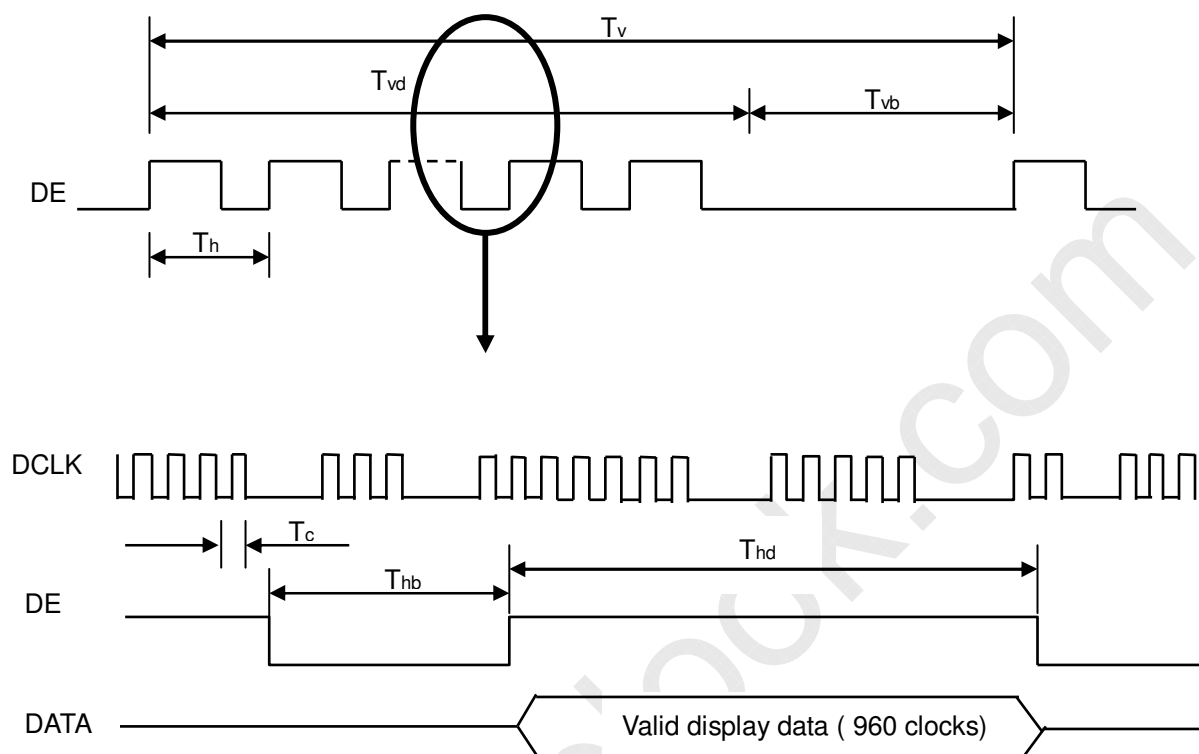 Tv
Tvd
Tvb
DE
Th
DCLK
Tc
Thd
Thb
DE
DATA
Valid display data ( 960 clocks)